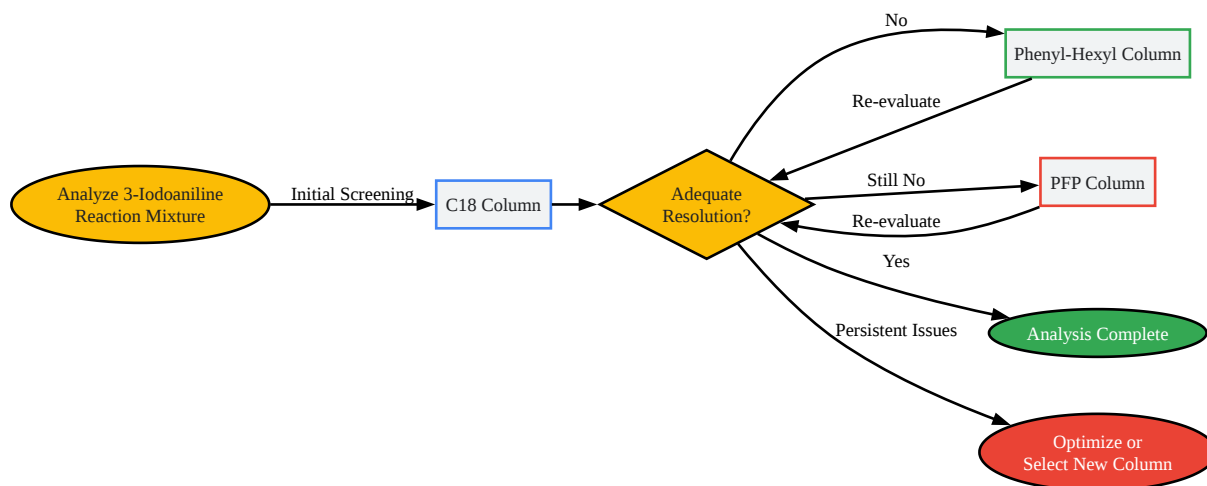 Analyze 3-Iodoaniline
Reaction Mixture
Initial Screening
C18 Column
Adequate
Resolution?
No
Phenyl-Hexyl Column
Re-evaluate
Still No
PFP Column
Re-evaluate
Yes
Analysis Complete
Persistent Issues
Optimize or
Select New Column